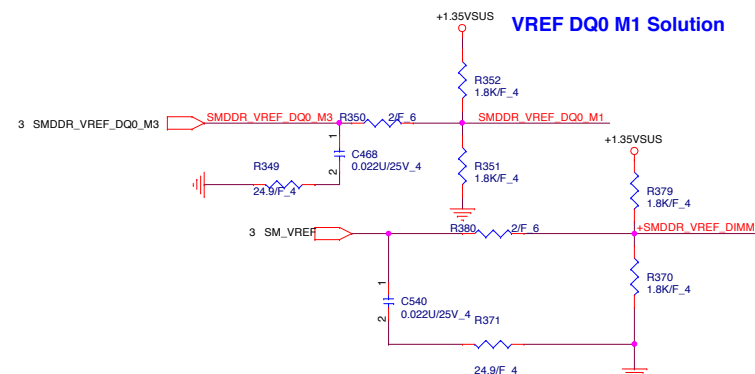 +1.35VSUS
VREF DQ0 M1 Solution
R352
1.8K/F_4
3 SMDDR_VREF_DQ0_M3
SMDDR_VREF_DQ0_M3
R350
2/F_6
SMDDR_VREF_DQ0_M1
1
C468
0.022U/25V_4
2
R351
1.8K/F_4
+1.35VSUS
R349
24.9/F_4
R379
1.8K/F_4
3 SM_VREF
R380
2/F_6
+SMDDR_VREF_DIMM
R370
1.8K/F_4
1
C540
0.022U/25V_4
2
R371
24.9/F_4